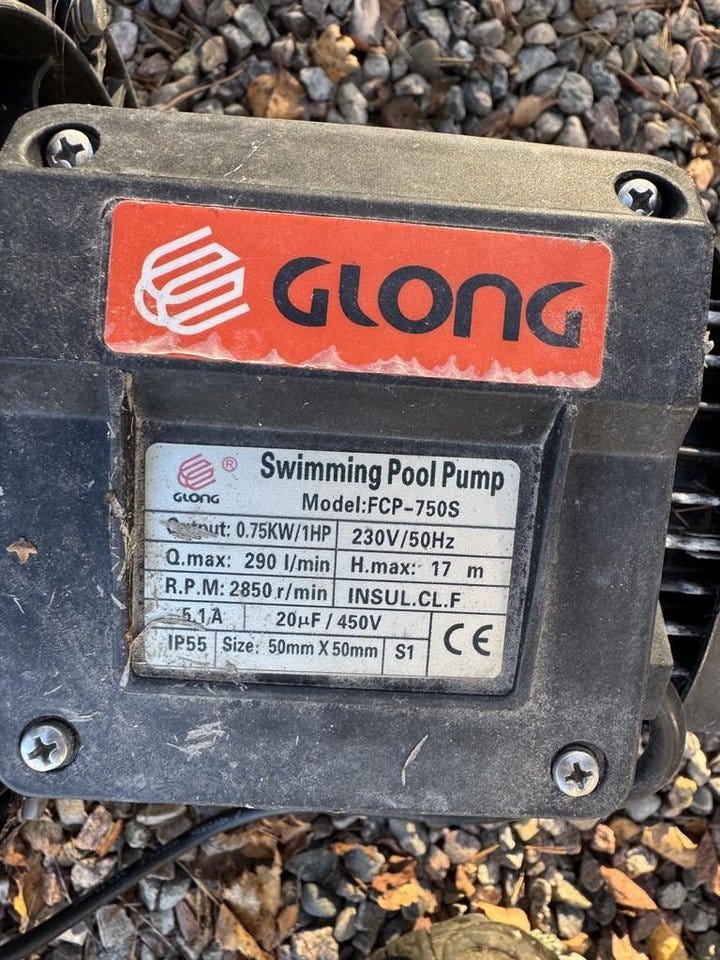 GLONG
® Swimming Pool Pump
GLONG Model:FCP-750S
Output: 0.75KW/1HP 230V/50Hz
Q.max: 290 l/min H.max: 17 m
R.P.M: 2850 r/min INSUL.CL.F
5.1A 20μF/450V CE
IP55 Size: 50mm X 50mm S1